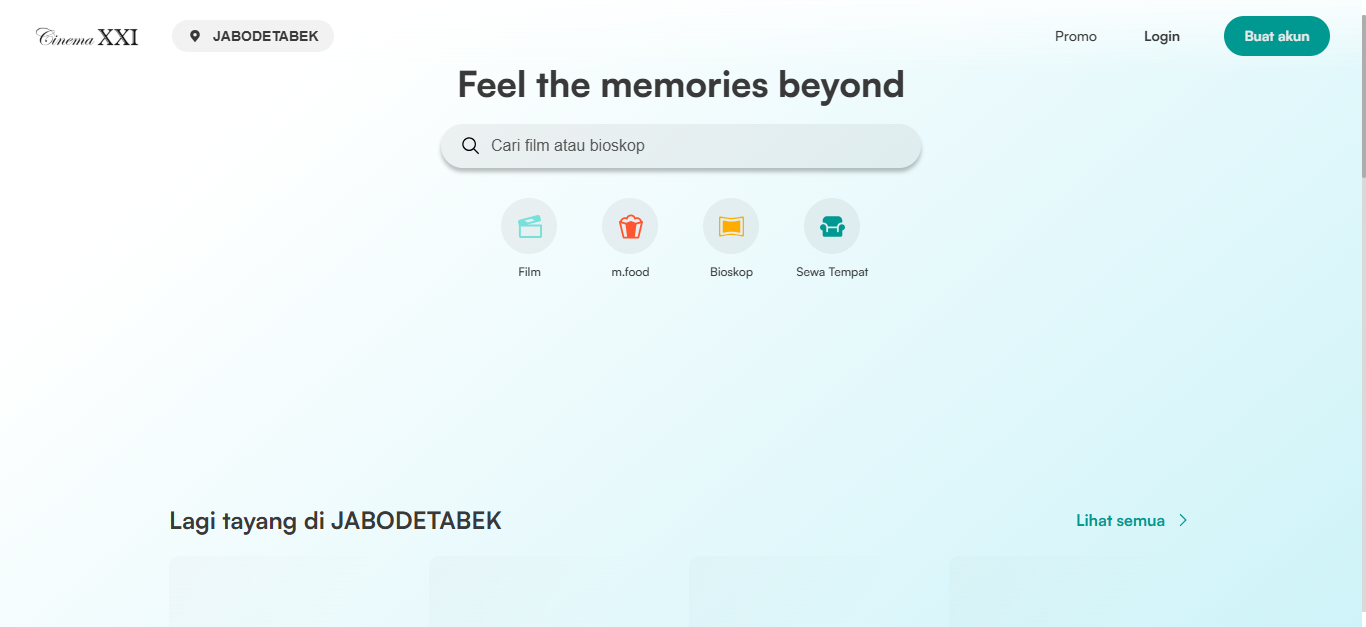 Cinema XXI
JABODETABEK
Promo
Login
Buat akun
Feel the memories beyond
Cari film atau bioskop
Film
m.food
Bioskop
Sewa Tempat
Lagi tayang di JABODETABEK
Lihat semua